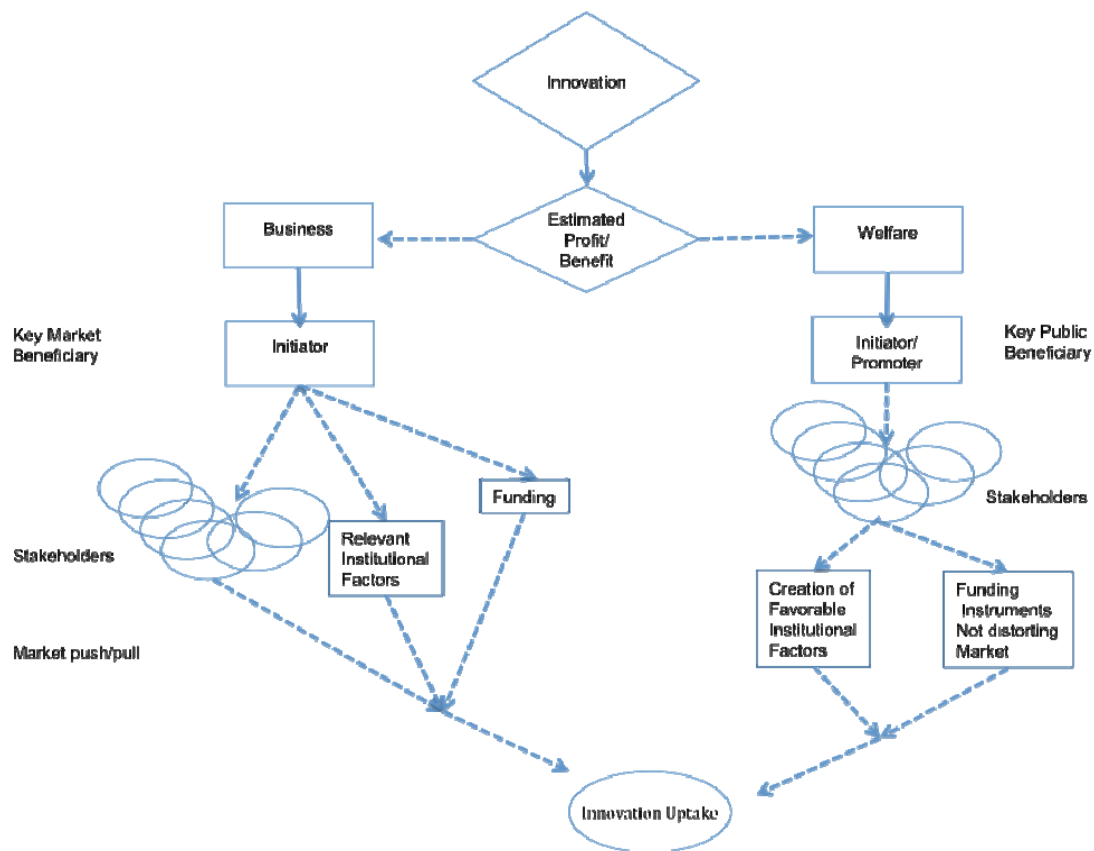 Innovation
Estimated
Profit/
Benefit
Business
Welfare
Key Market
Beneficiary
Initiator
Initiator/
Promoter
Key Public
Beneficiary
Funding
Stakeholders
Relevant
Institutional
Factors
Stakeholders
Creation of
Favorable
Institutional
Factors
Funding
Instruments
Not distorting
Market
Market push/pull
Innovation Uptake